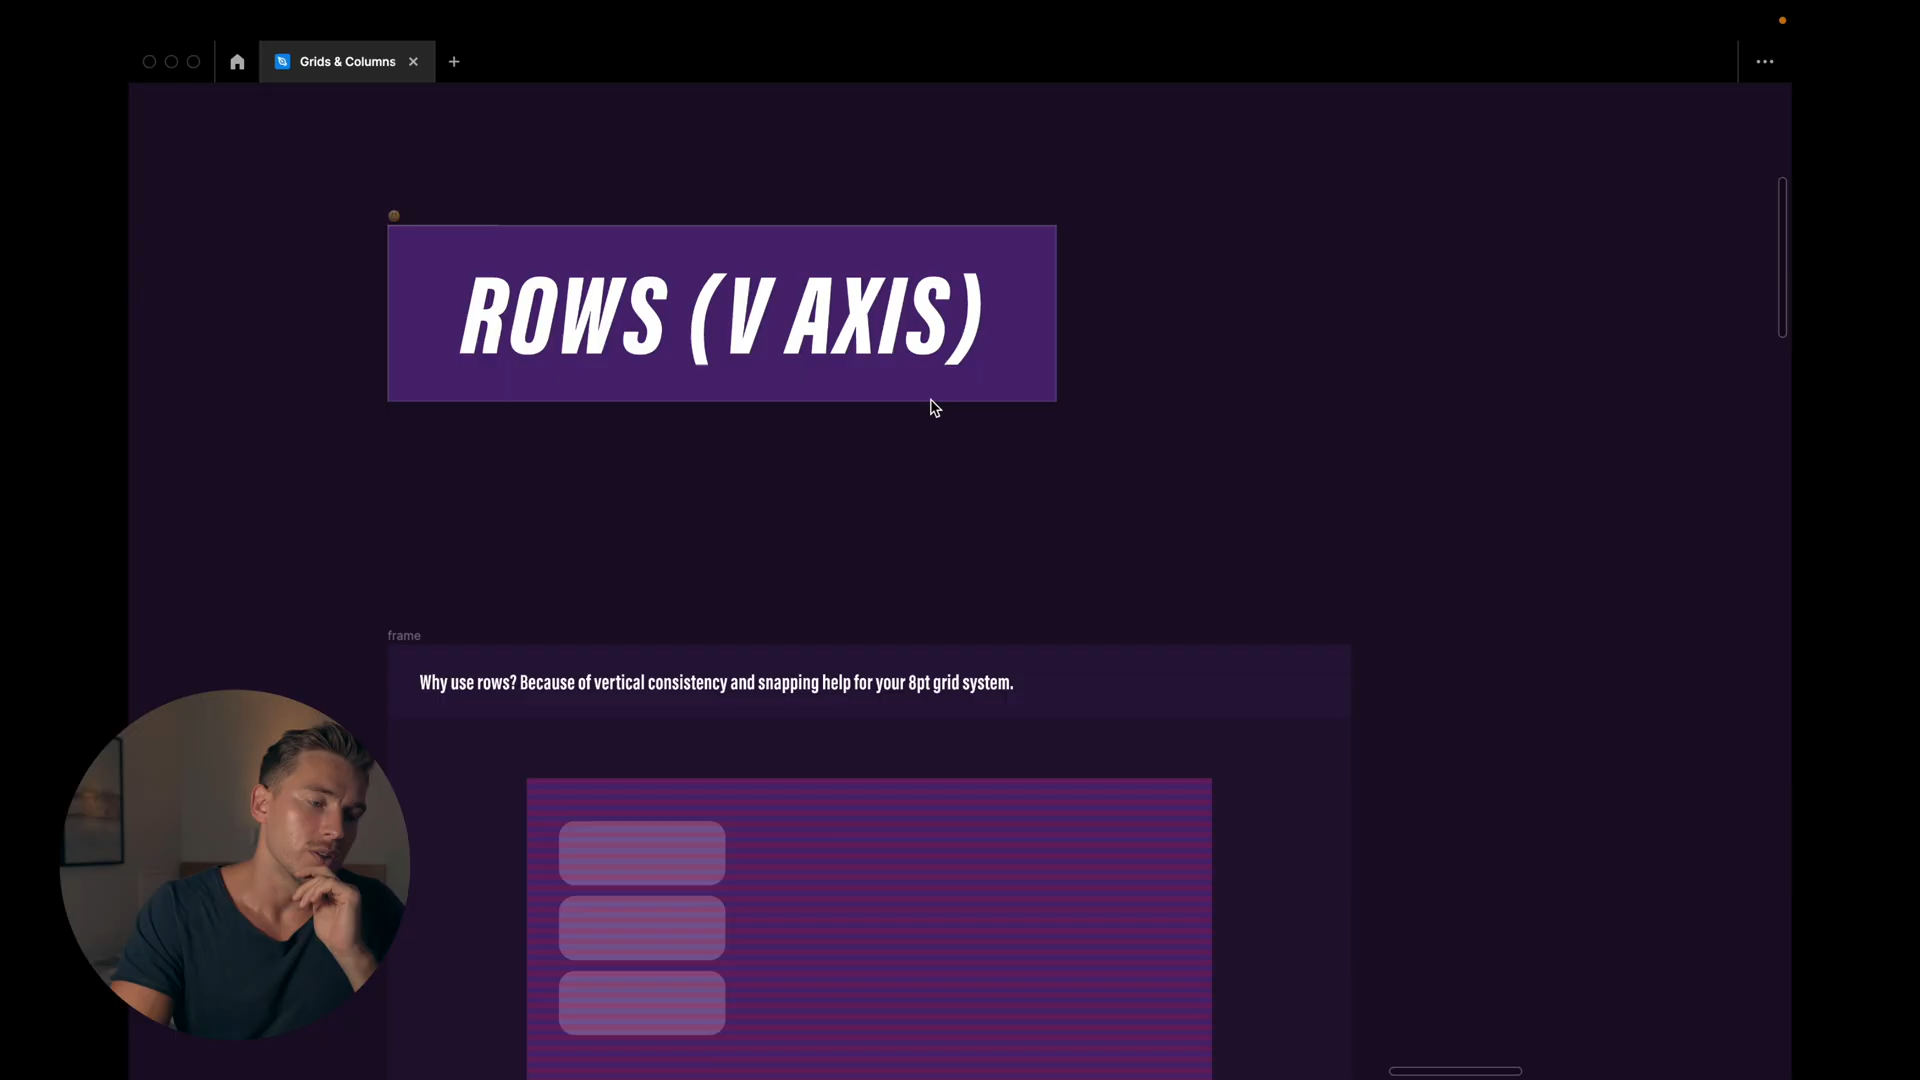 Grids & Columns
ROWS (V AXIS)
frame
Why use rows? Because of vertical consistency and snapping help for your 8pt grid system.